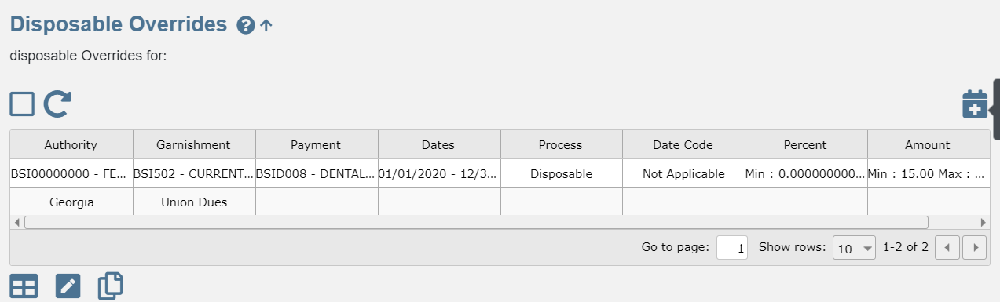 Disposable Overrides ?
disposable Overrides for:
Authority Garnishment Payment Dates Process Date Code Percent Amount
BSI00000000 - FE... BSI502 - CURRENT... BSID008 - DENTAL... 01/01/2020 - 12/3... Disposable Not Applicable Min : 0.000000000... Min : 15.00 Max : ...
Georgia Union Dues
Go to page: 1 Show rows: 10 1-2 of 2